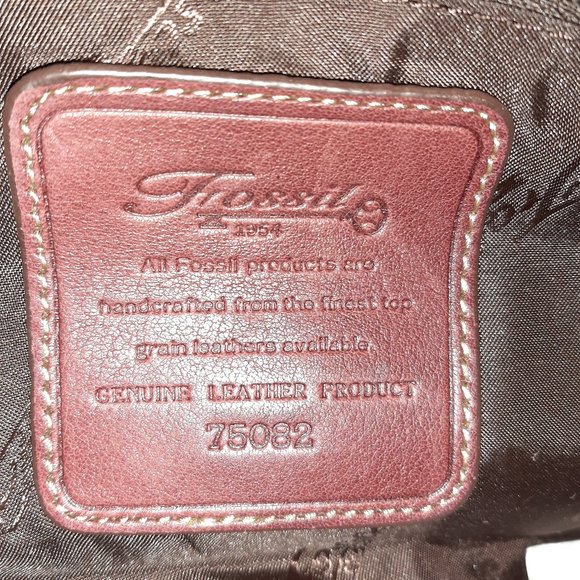 Fossil
1954
All Fossil products are
handcrafted from the finest top
grain leathers available.
GENUINE LEATHER PRODUCT
75082